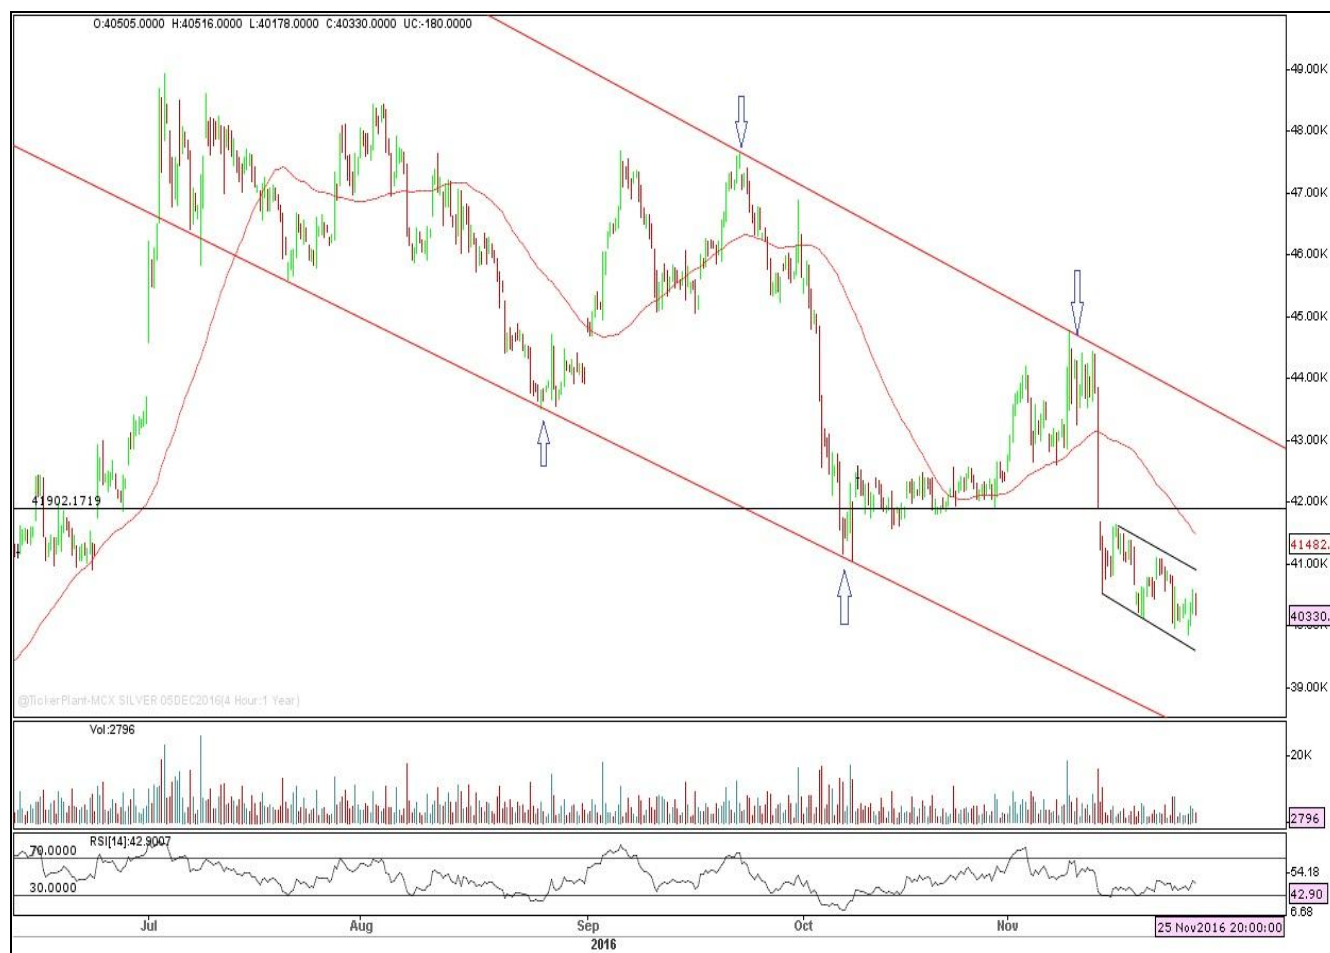 O:40505.0000 H:40516.0000 L:40178.0000 C:40330.0000 UC:-180.0000
49.00K
48.00K
47.00K
46.00K
45.00K
44.00K
43.00K
42.00K
41902.1719
41482.
41.00K
40330.
39.00K
@TickerPlant-MCX SILVER 05DEC2016(4 Hour:1 Year)
Vol:2796
20K
2796
RSI[14]:42.9007
70.0000
54.18
30.0000
42.90
6.68
Jul Aug Sep Oct Nov
25 Nov2016 20:00:00
2016